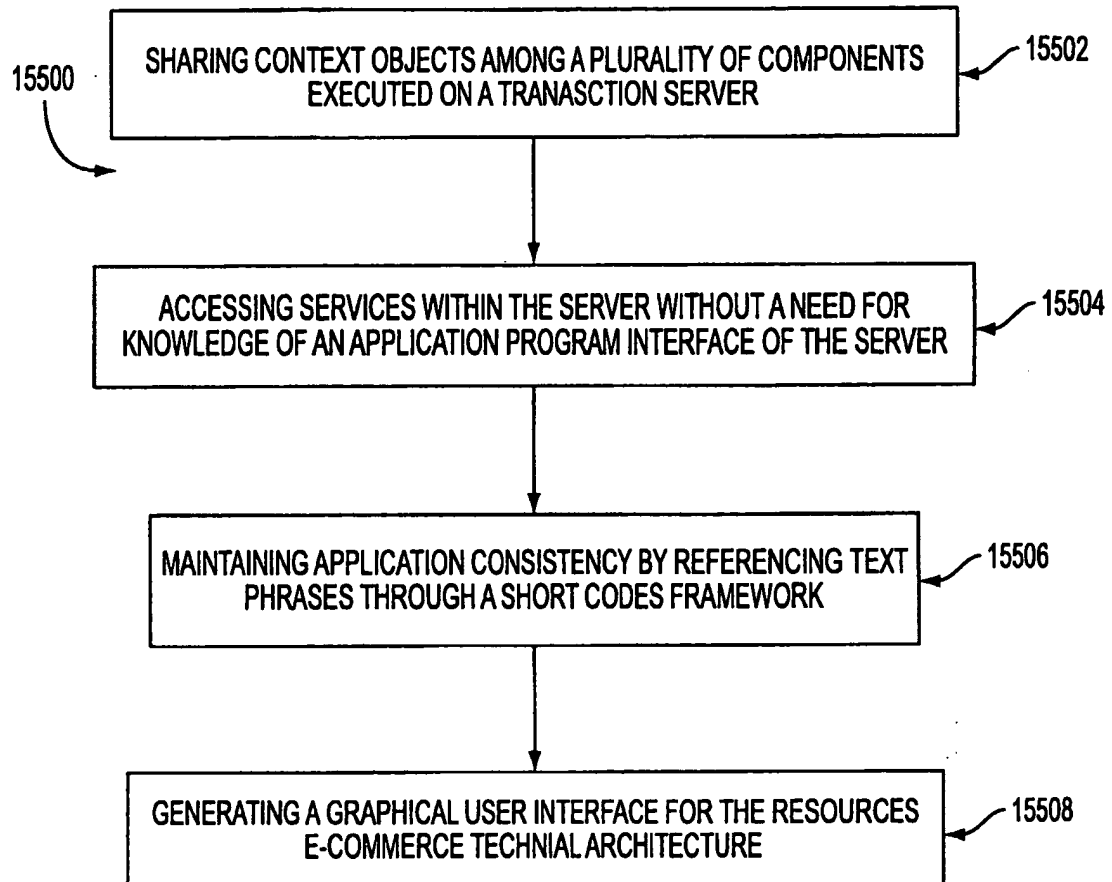 15500
SHARING CONTEXT OBJECTS AMONG A PLURALITY OF COMPONENTS
EXECUTED ON A TRANASCTION SERVER
15502
ACCESSING SERVICES WITHIN THE SERVER WITHOUT A NEED FOR
KNOWLEDGE OF AN APPLICATION PROGRAM INTERFACE OF THE SERVER
15504
MAINTAINING APPLICATION CONSISTENCY BY REFERENCING TEXT
PHRASES THROUGH A SHORT CODES FRAMEWORK
15506
GENERATING A GRAPHICAL USER INTERFACE FOR THE RESOURCES
E-COMMERCE TECHNIAL ARCHITECTURE
15508